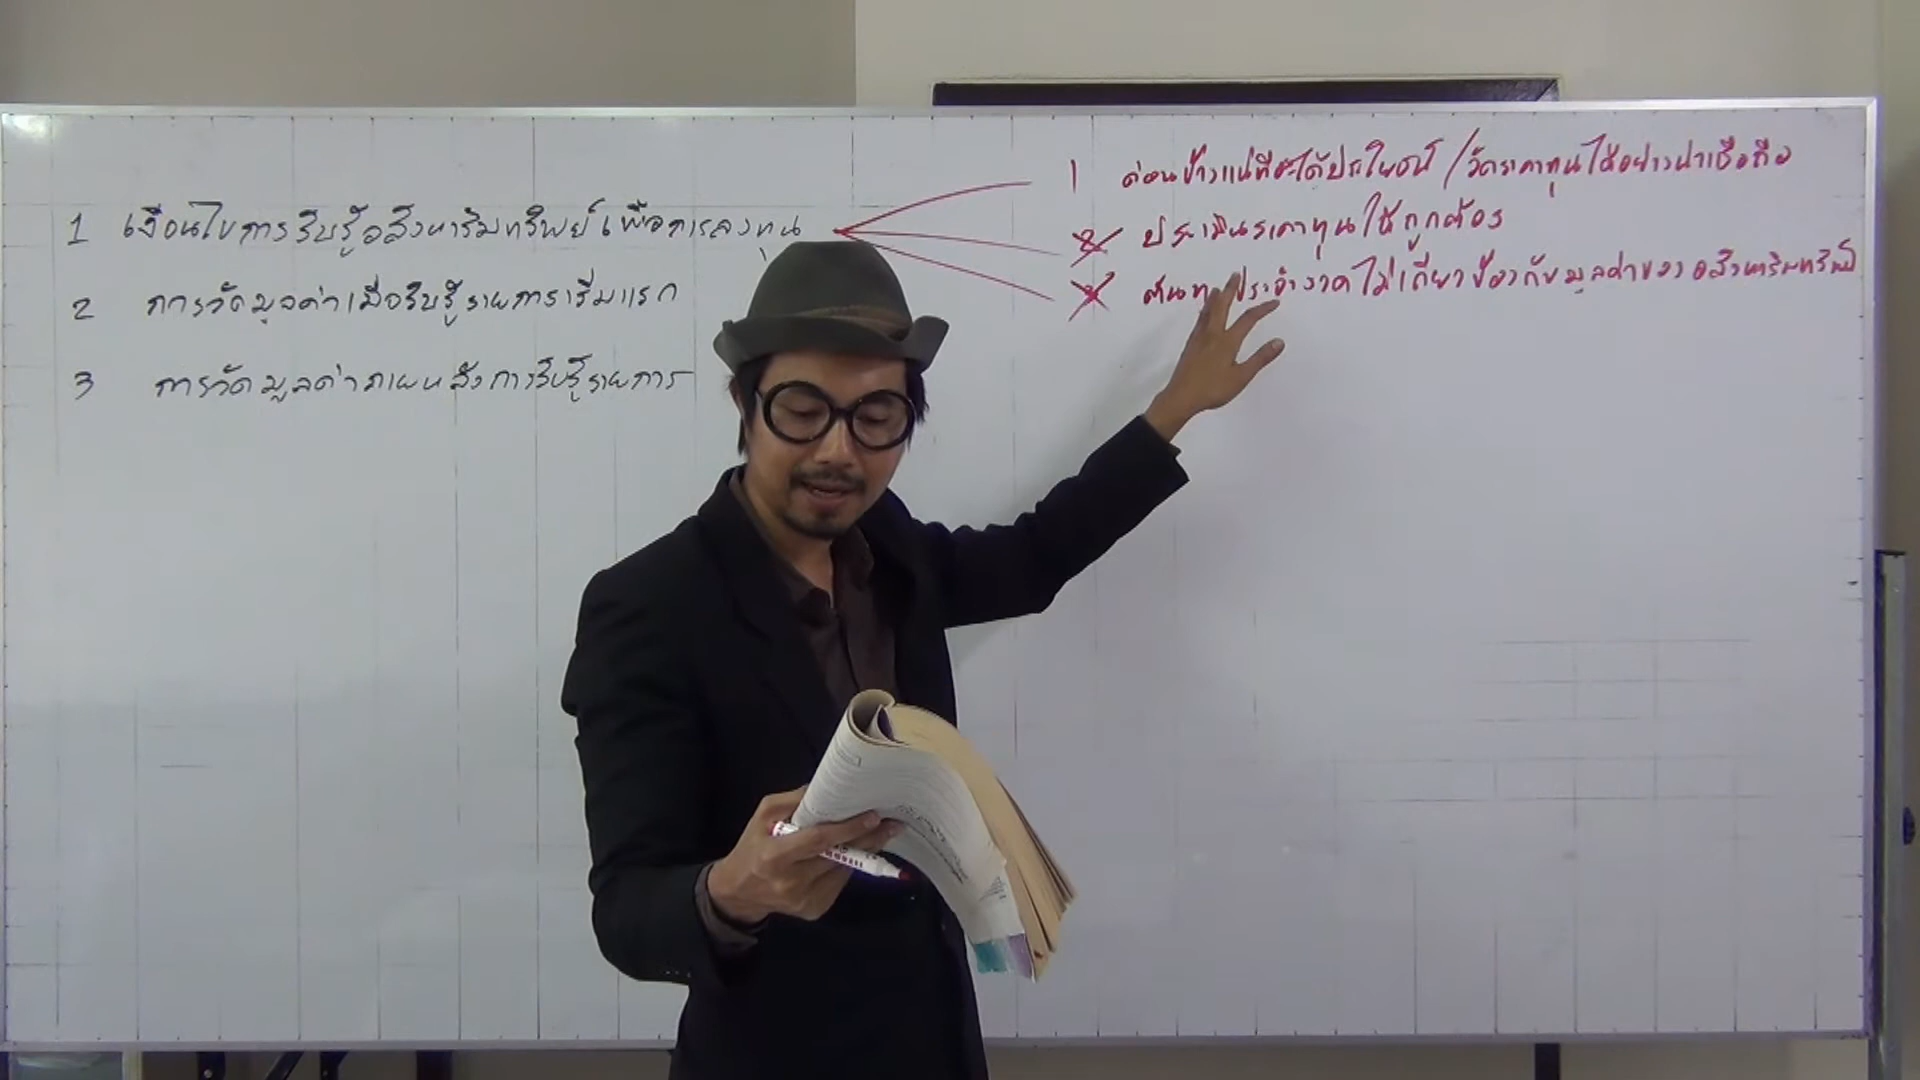 1 เงื่อนไขการรับรู้อสังหาริมทรัพย์เพื่อการลงทุน
2 การวัดมูลค่าเมื่อรับรู้รายการเริ่มแรก
3 การวัดมูลค่าภายหลังการรับรู้รายการ
1 ค่อนข้างแน่ที่จะได้ประโยชน์ / วัดราคาทุนได้อย่างน่าเชื่อถือ
2 ประเมินราคาทุนให้ถูกต้อง
3 ต้นทุนประจำงวดไม่เกี่ยวข้องกับมูลค่าของอสังหาริมทรัพย์